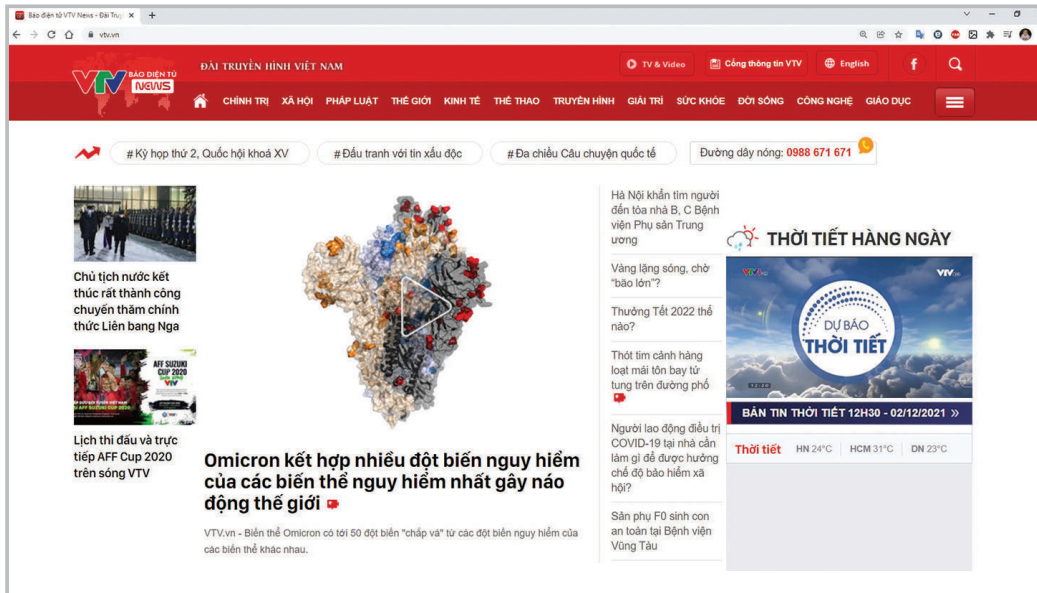 Báo điện tử VTV News - Đài Truy
vtv.vn
VTV BÁO ĐIỆN TỬ NEWS
ĐÀI TRUYỀN HÌNH VIỆT NAM
TV & Video
Cổng thông tin VTV
English
CHÍNH TRỊ XÃ HỘI PHÁP LUẬT THẾ GIỚI KINH TẾ THỂ THAO TRUYỀN HÌNH GIẢI TRÍ SỨC KHỎE ĐỜI SỐNG CÔNG NGHỆ GIÁO DỤC
# Kỳ họp thứ 2, Quốc hội khoá XV
# Đấu tranh với tin xấu độc
# Đa chiều Câu chuyện quốc tế
Đường dây nóng: 0988 671 671
Chủ tịch nước kết
thúc rất thành công
chuyến thăm chính
thức Liên bang Nga
AFF SUZUKI
CUP 2020
VTV
AFF SUZUKI CUP 2020
Lịch thi đấu và trực
tiếp AFF Cup 2020
trên sóng VTV
Omicron kết hợp nhiều đột biến nguy hiểm
của các biến thể nguy hiểm nhất gây náo
động thế giới
VTV.vn - Biến thể Omicron có tới 50 đột biến "chắp vá" từ các đột biến nguy hiểm của
các biến thể khác nhau.
Hà Nội khẩn tìm người
đến tòa nhà B, C Bệnh
viện Phụ sản Trung
ương
Vàng lặng sóng, chờ
“bão lớn”?
Thưởng Tết 2022 thế
nào?
Thót tim cảnh hàng
loạt mái tôn bay tứ
tung trên đường phố
Người lao động điều trị
COVID-19 tại nhà cần
làm gì để được hưởng
chế độ bảo hiểm xã
hội?
Sản phụ F0 sinh con
an toàn tại Bệnh viện
Vũng Tàu
THỜI TIẾT HÀNG NGÀY
VTV
DỰ BÁO
THỜI TIẾT
BẢN TIN THỜI TIẾT 12H30 - 02/12/2021 »
Thời tiết HN 24°C HCM 31°C DN 23°C